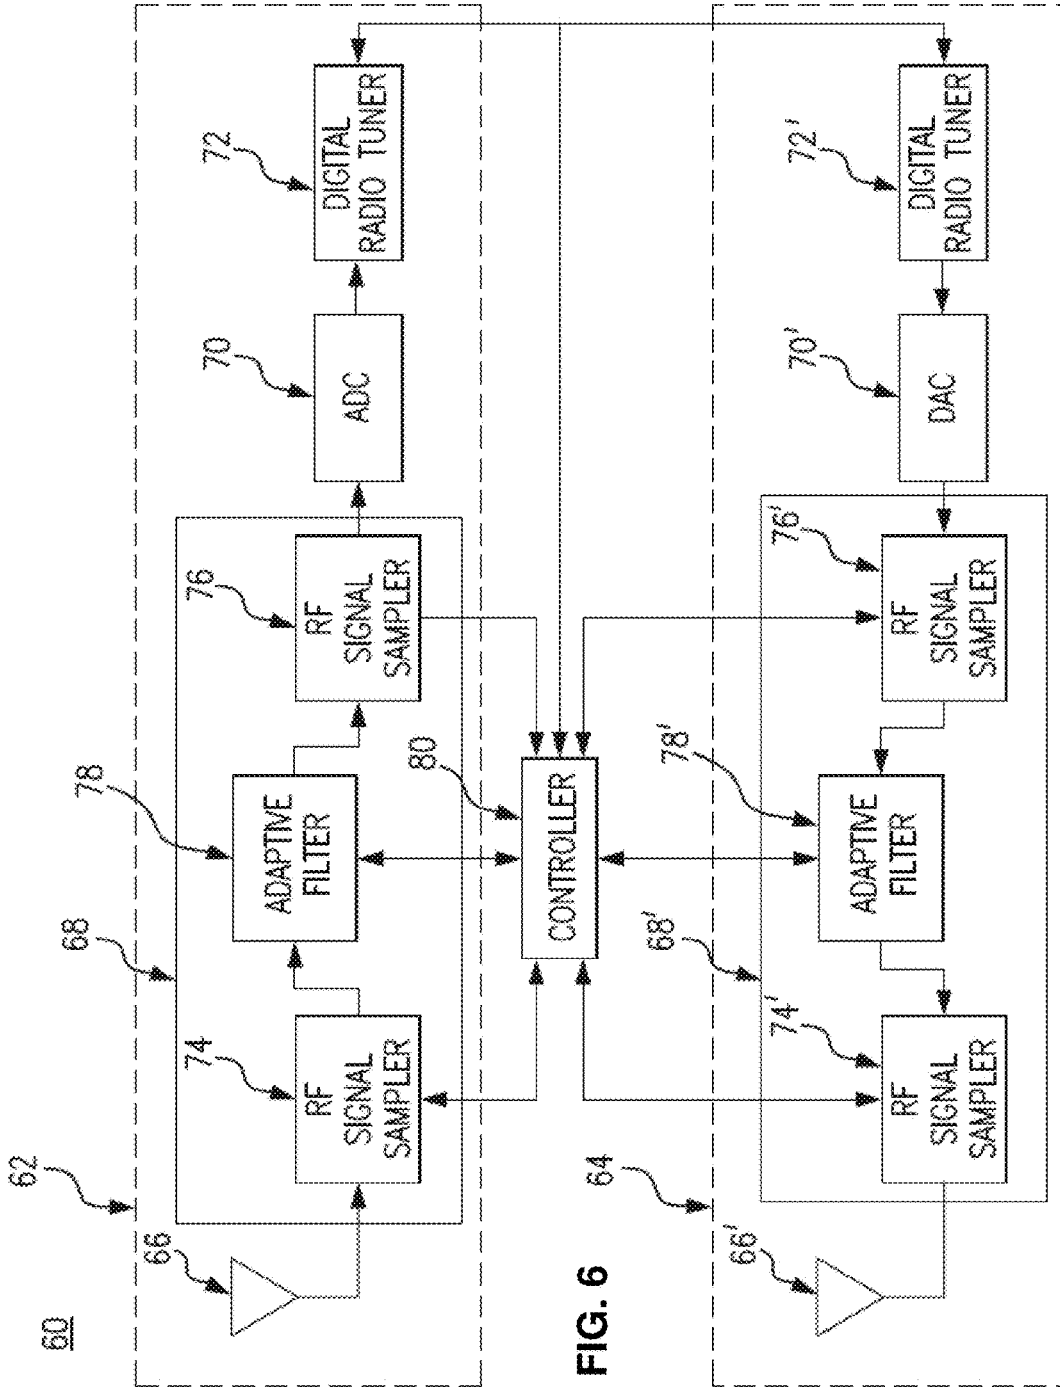 60
62
66
68
74
RF
SIGNAL
SAMPLER
78
ADAPTIVE
FILTER
76
RF
SIGNAL
SAMPLER
70
ADC
72
DIGITAL
RADIO TUNER
80
CONTROLLER
64
66'
68'
74'
RF
SIGNAL
SAMPLER
78'
ADAPTIVE
FILTER
76'
RF
SIGNAL
SAMPLER
70'
DAC
72'
DIGITAL
RADIO TUNER
FIG. 6